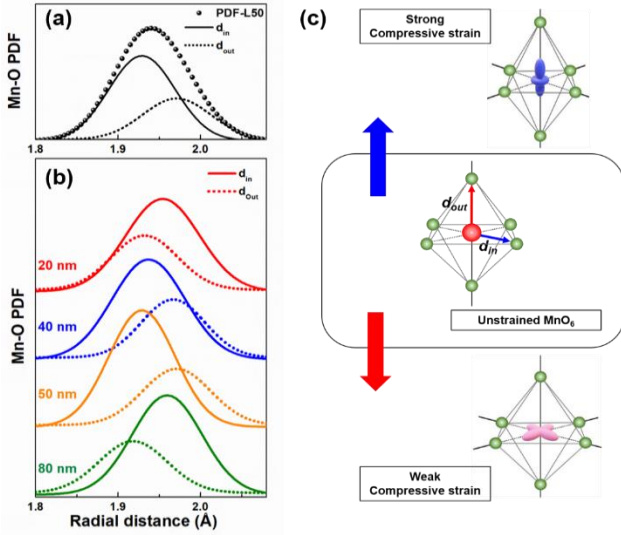 (a)
PDF-L50
d_in
d_out
Mn-O PDF
(b)
d_in
d_Out
20 nm
40 nm
50 nm
80 nm
Mn-O PDF
1.8 1.9 2.0
1.8 1.9 2.0
Radial distance (Å)
(c)
Strong
Compressive strain
d_out
d_in
Unstrained MnO₆
Weak
Compressive strain